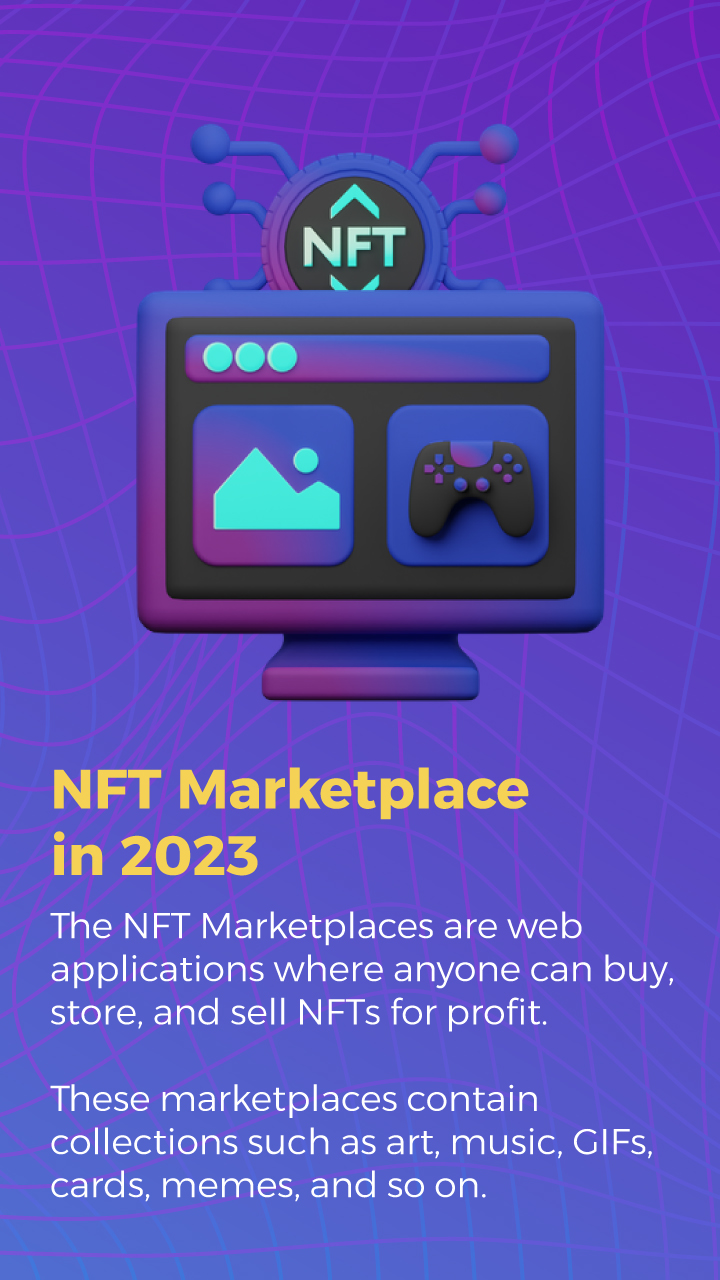 NFT
NFT Marketplace
in 2023
The NFT Marketplaces are web
applications where anyone can buy,
store, and sell NFTs for profit.
These marketplaces contain
collections such as art, music, GIFs,
cards, memes, and so on.